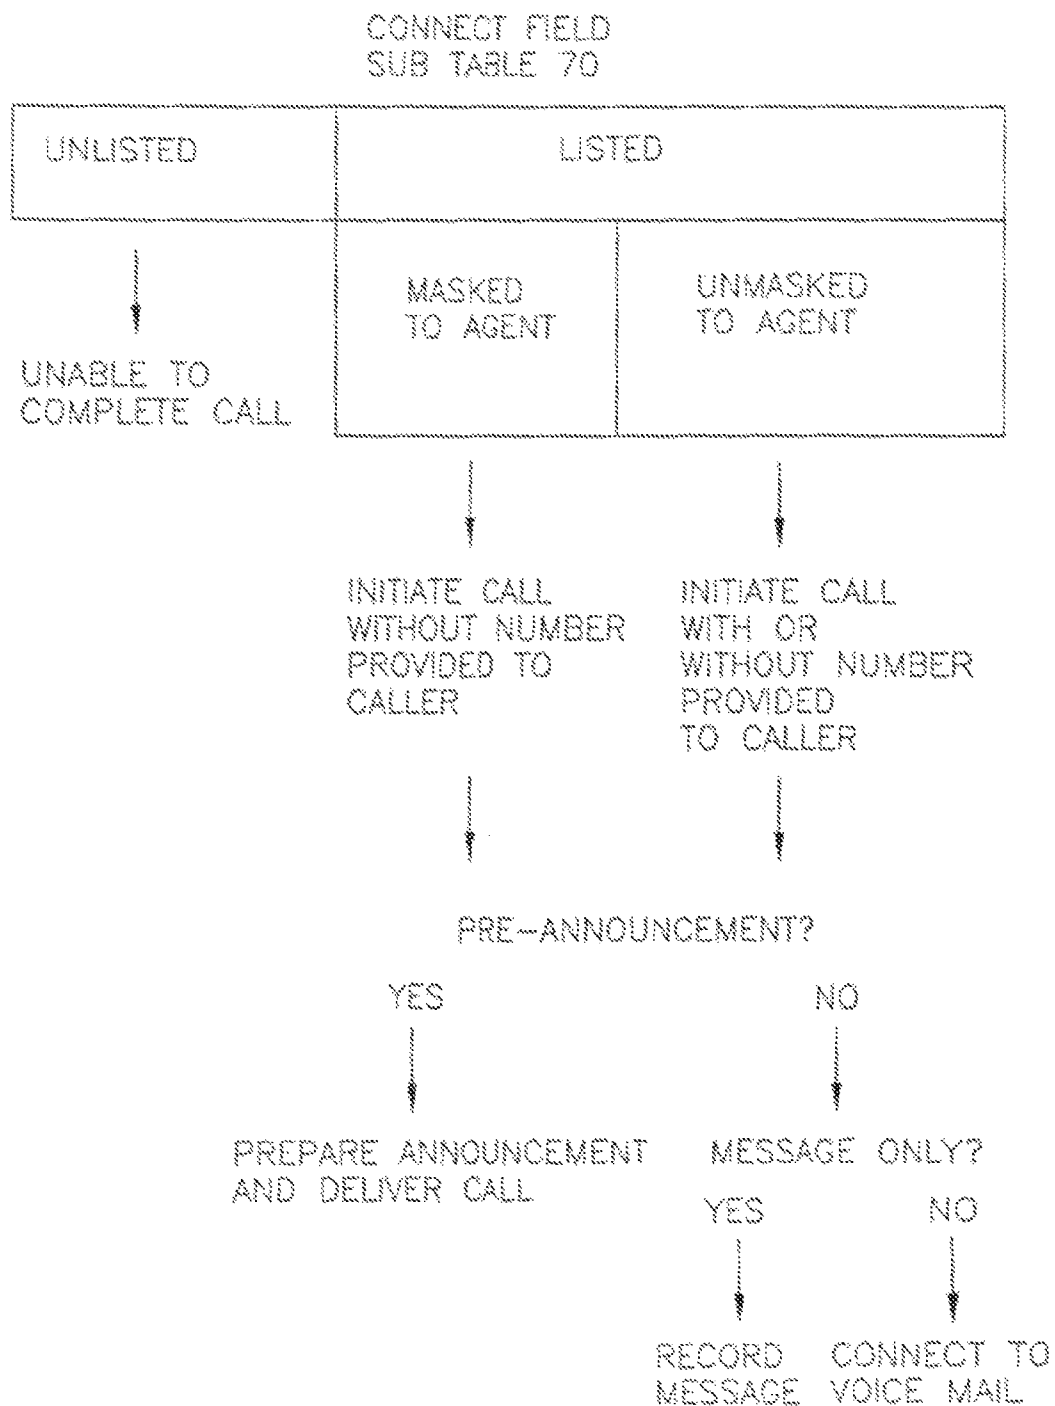 CONNECT FIELD
SUB TABLE 70
UNLISTED
LISTED
MASKED
TO AGENT
UNMASKED
TO AGENT
UNABLE TO
COMPLETE CALL
INITIATE CALL
WITHOUT NUMBER
PROVIDED TO
CALLER
INITIATE CALL
WITH OR
WITHOUT NUMBER
PROVIDED
TO CALLER
PRE-ANNOUNCEMENT?
YES
NO
PREPARE ANNOUNCEMENT
AND DELIVER CALL
MESSAGE ONLY?
YES
NO
RECORD
MESSAGE
CONNECT TO
VOICE MAIL